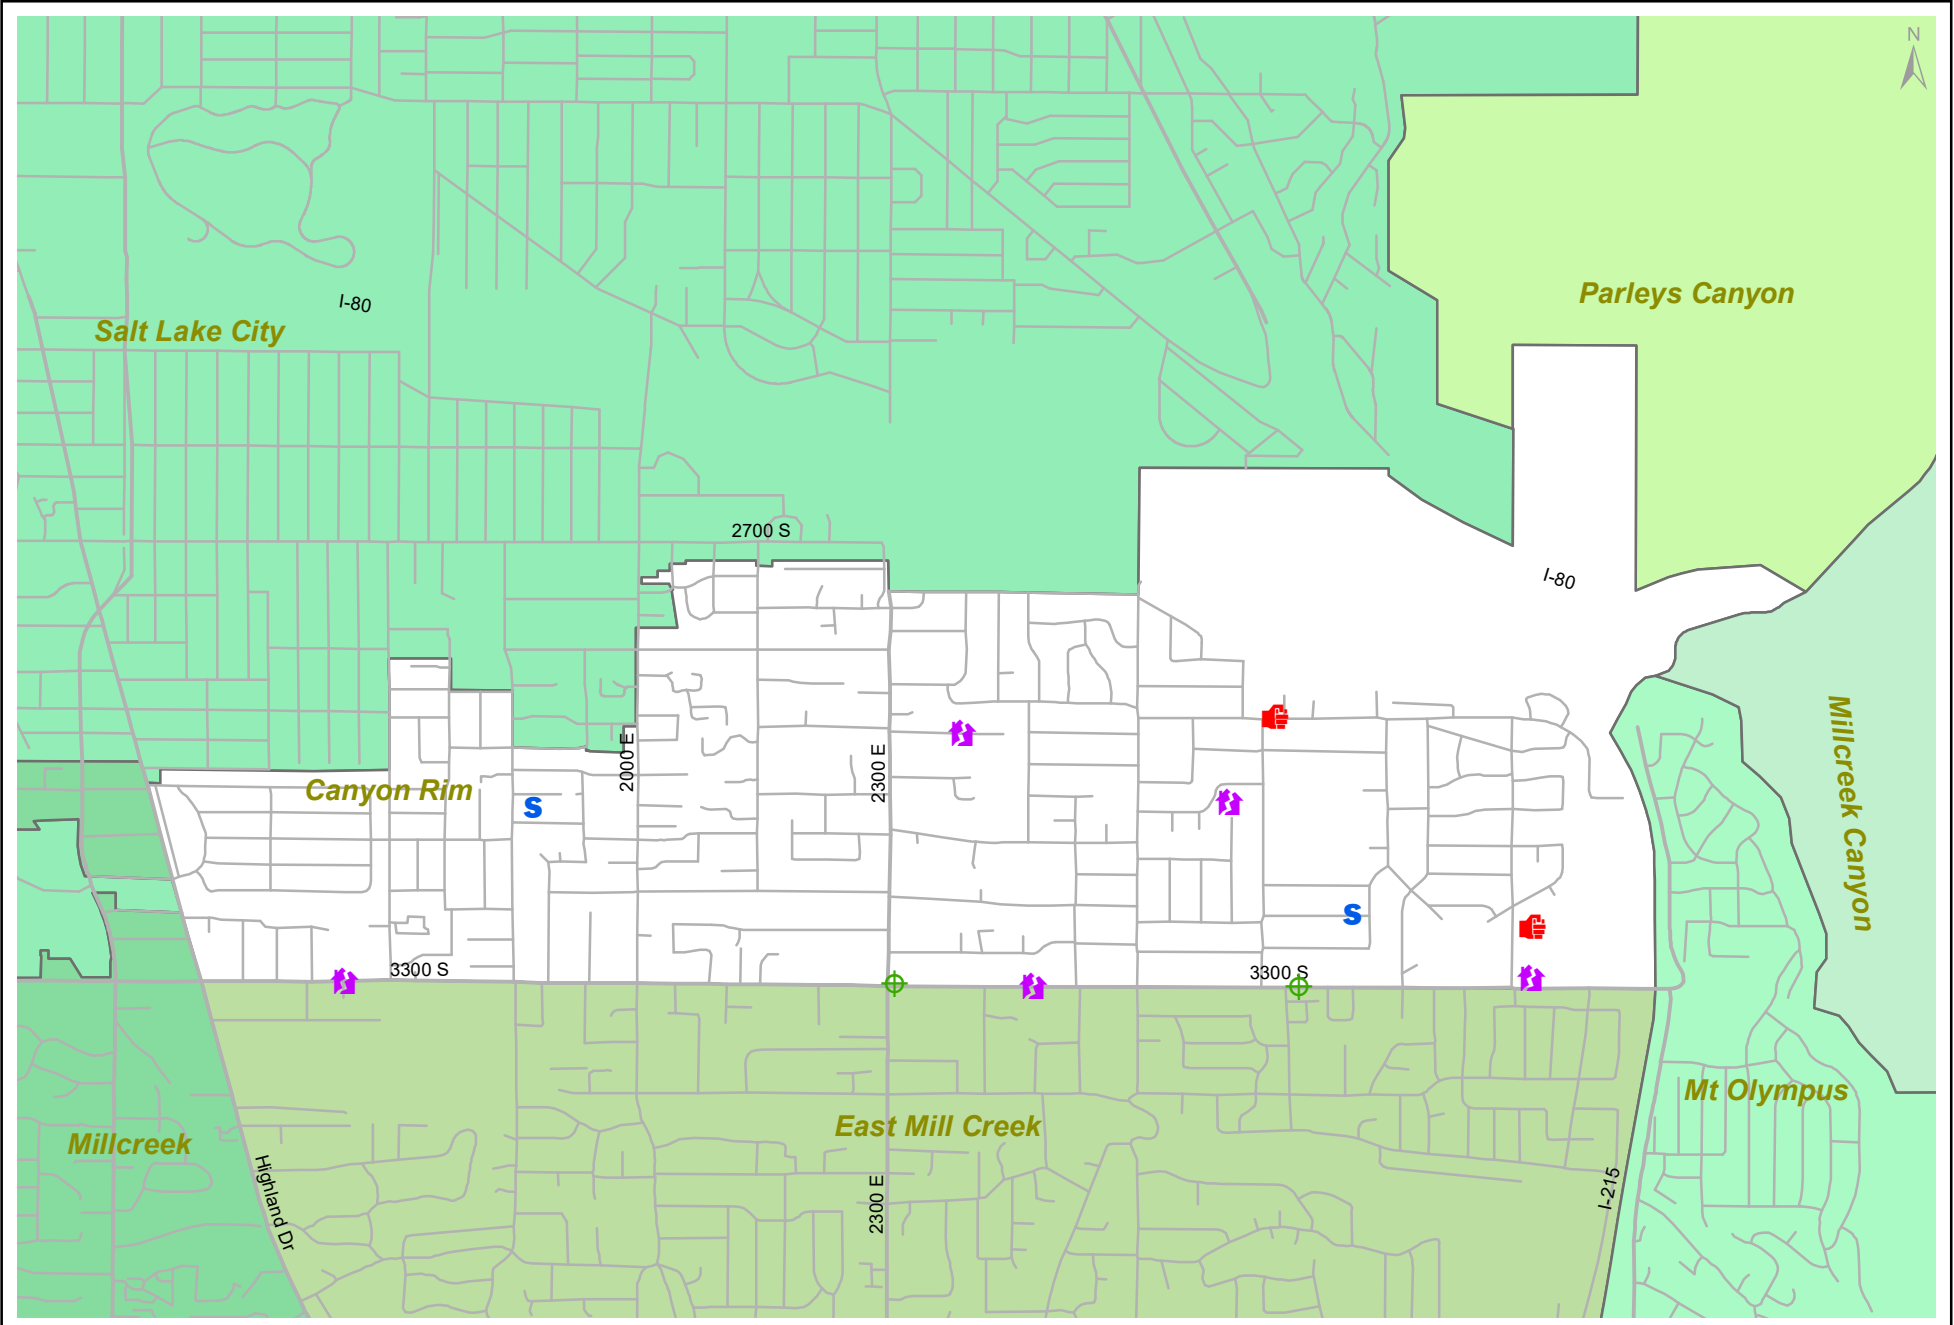 N
Parleys Canyon
I-80
Salt Lake City
2700 S
I-80
Millcreek Canyon
2000 E
2300 E
Canyon Rim
S
S
3300 S
3300 S
Mt Olympus
East Mill Creek
Millcreek
Highland Dr
2300 E
I-215